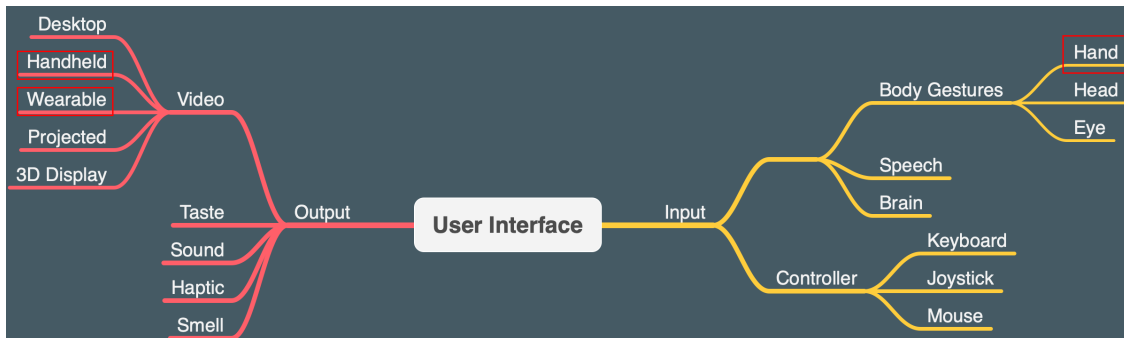 Desktop
Handheld
Wearable
Projected
3D Display
Video
Taste
Sound
Haptic
Smell
Output
User Interface
Input
Body Gestures
Hand
Head
Eye
Speech
Brain
Controller
Keyboard
Joystick
Mouse